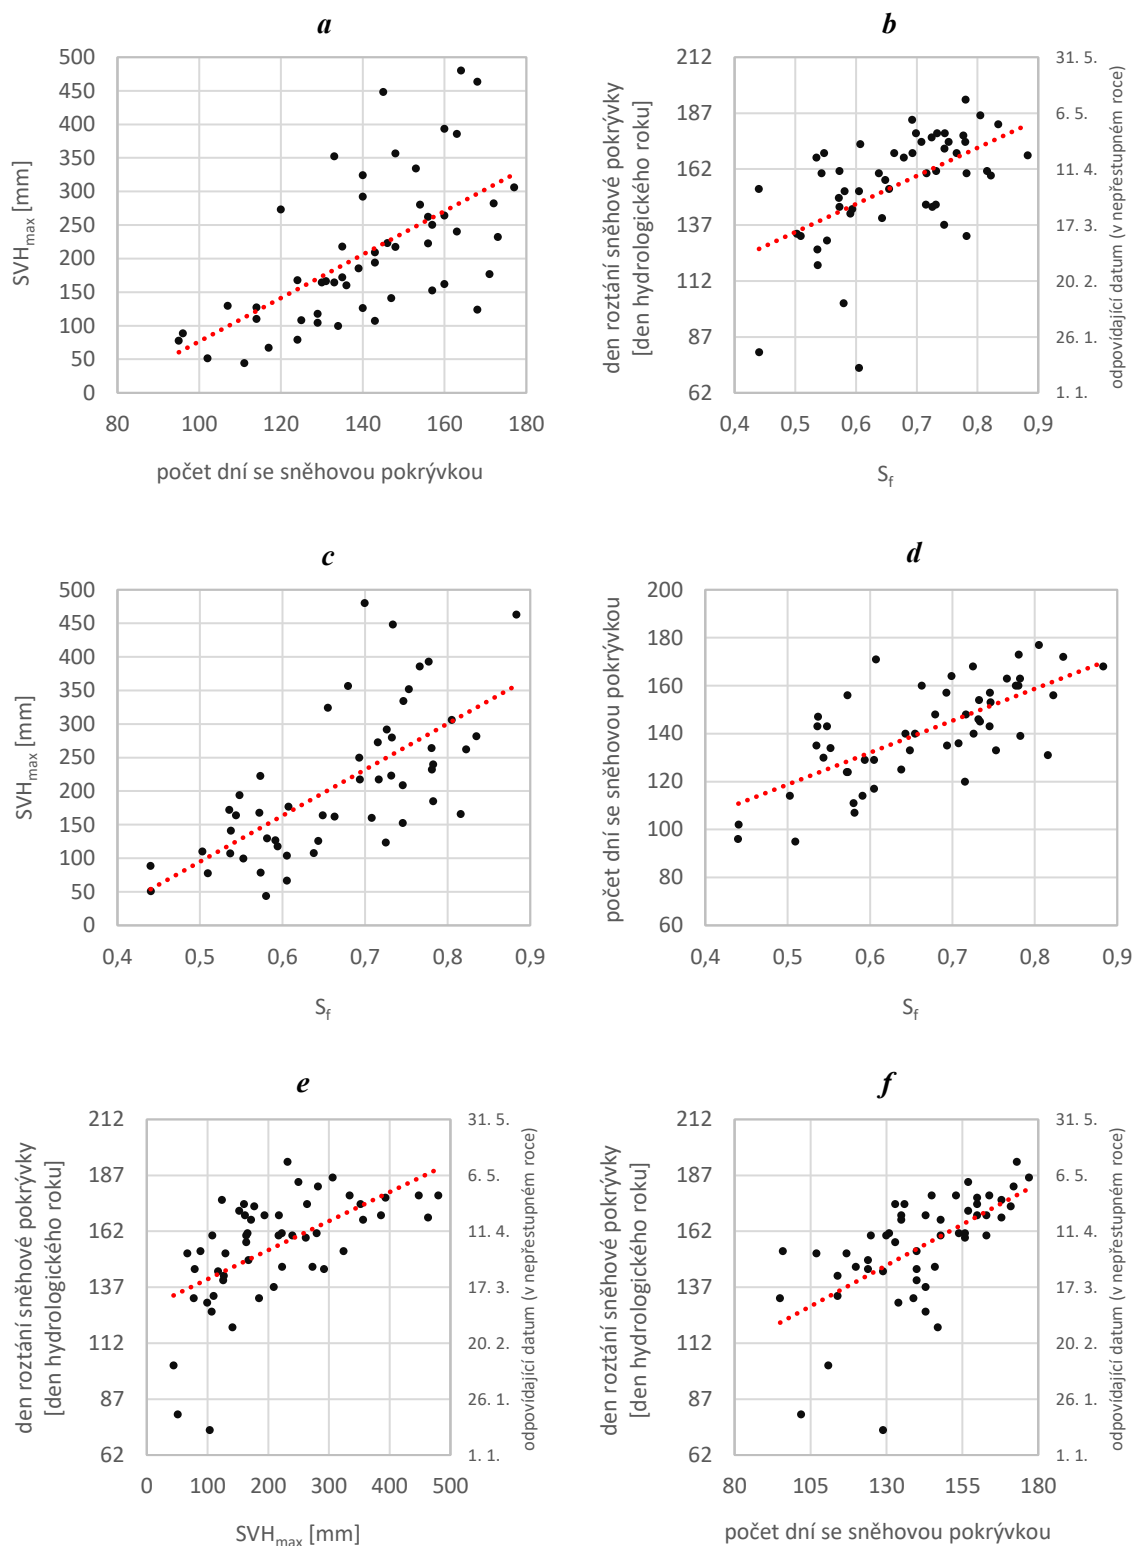 a
500
450
400
350
300
250
200
150
100
50
0
SVHmax [mm]
80 100 120 140 160 180
počet dní se sněhovou pokrývkou
b
212
187
162
137
112
87
62
den roztání sněhové pokrývky
[den hydrologického roku]
31. 5.
6. 5.
11. 4.
17. 3.
20. 2.
26. 1.
1. 1.
odpovídající datum (v nepřestupném roce)
0,4 0,5 0,6 0,7 0,8 0,9
Sf
c
500
450
400
350
300
250
200
150
100
50
0
SVHmax [mm]
0,4 0,5 0,6 0,7 0,8 0,9
Sf
d
200
180
160
140
120
100
80
60
počet dní se sněhovou pokrývkou
0,4 0,5 0,6 0,7 0,8 0,9
Sf
e
212
187
162
137
112
87
62
den roztání sněhové pokrývky
[den hydrologického roku]
31. 5.
6. 5.
11. 4.
17. 3.
20. 2.
26. 1.
1. 1.
odpovídající datum (v nepřestupném roce)
0 100 200 300 400 500
SVHmax [mm]
f
212
187
162
137
112
87
62
den roztání sněhové pokrývky
[den hydrologického roku]
31. 5.
6. 5.
11. 4.
17. 3.
20. 2.
26. 1.
1. 1.
odpovídající datum (v nepřestupném roce)
80 105 130 155 180
počet dní se sněhovou pokrývkou